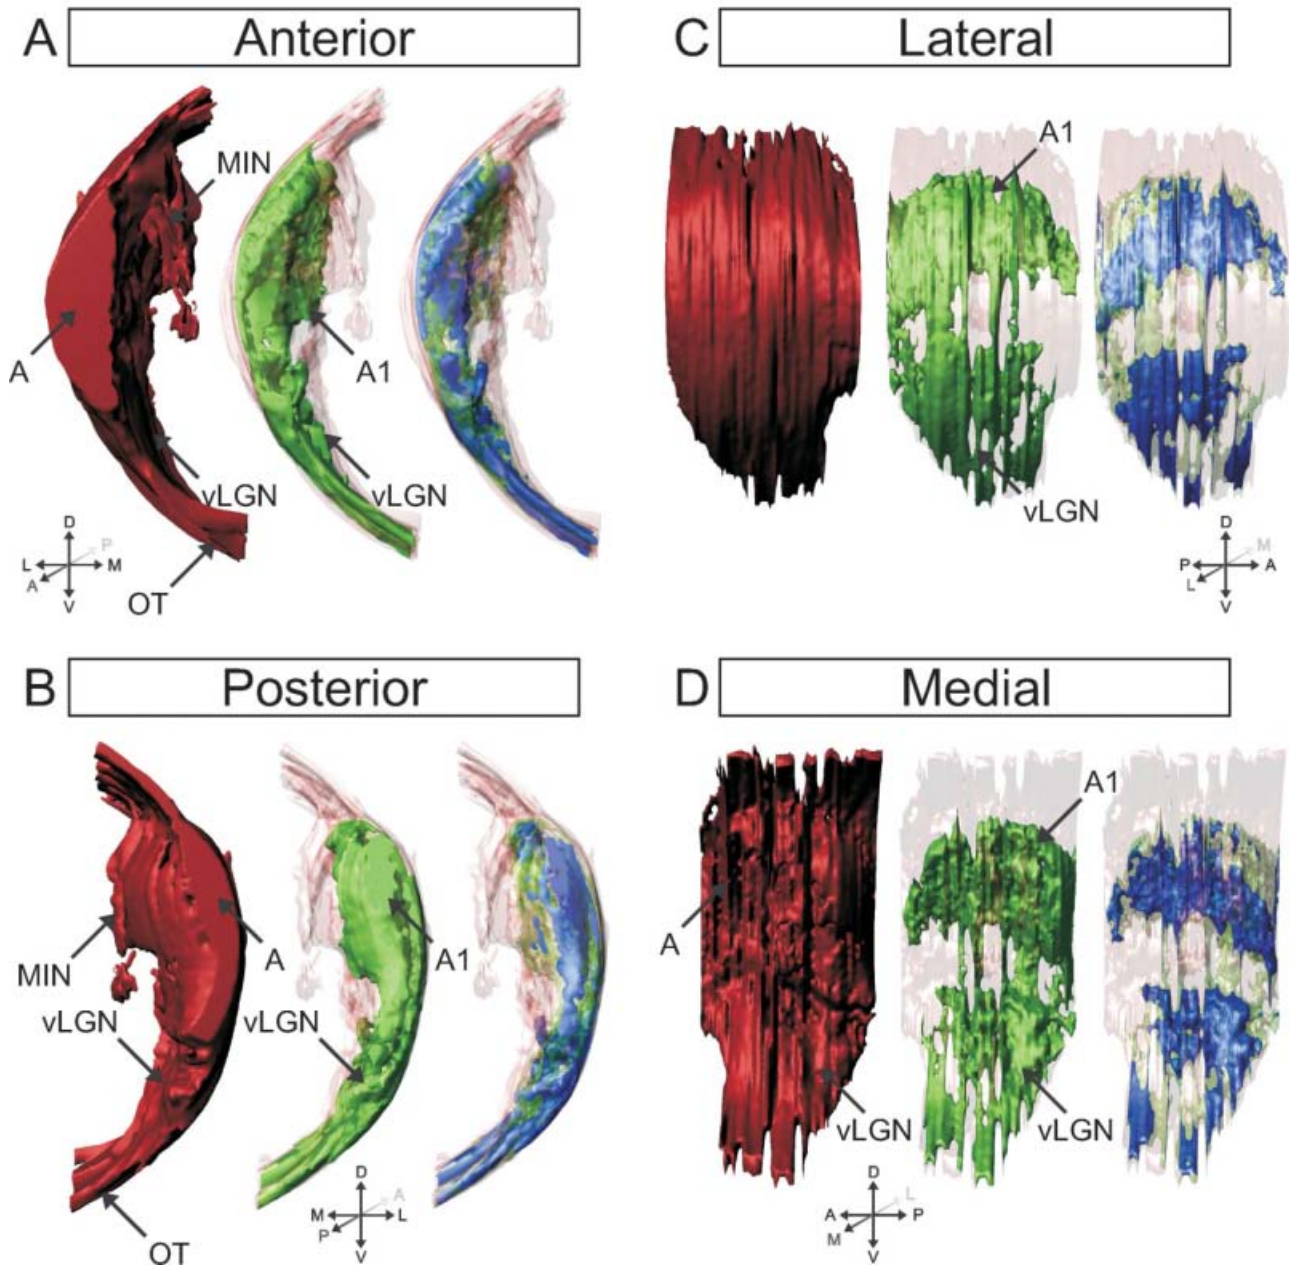 A Anterior
MIN
A
A1
vLGN
vLGN
OT
D
P
L M
A
V
C Lateral
A1
vLGN
D
M
P A
L
V
B Posterior
MIN
A
A1
vLGN
vLGN
OT
D
A
M L
P
V
D Medial
A1
A
vLGN
vLGN
D
L
A P
M
V